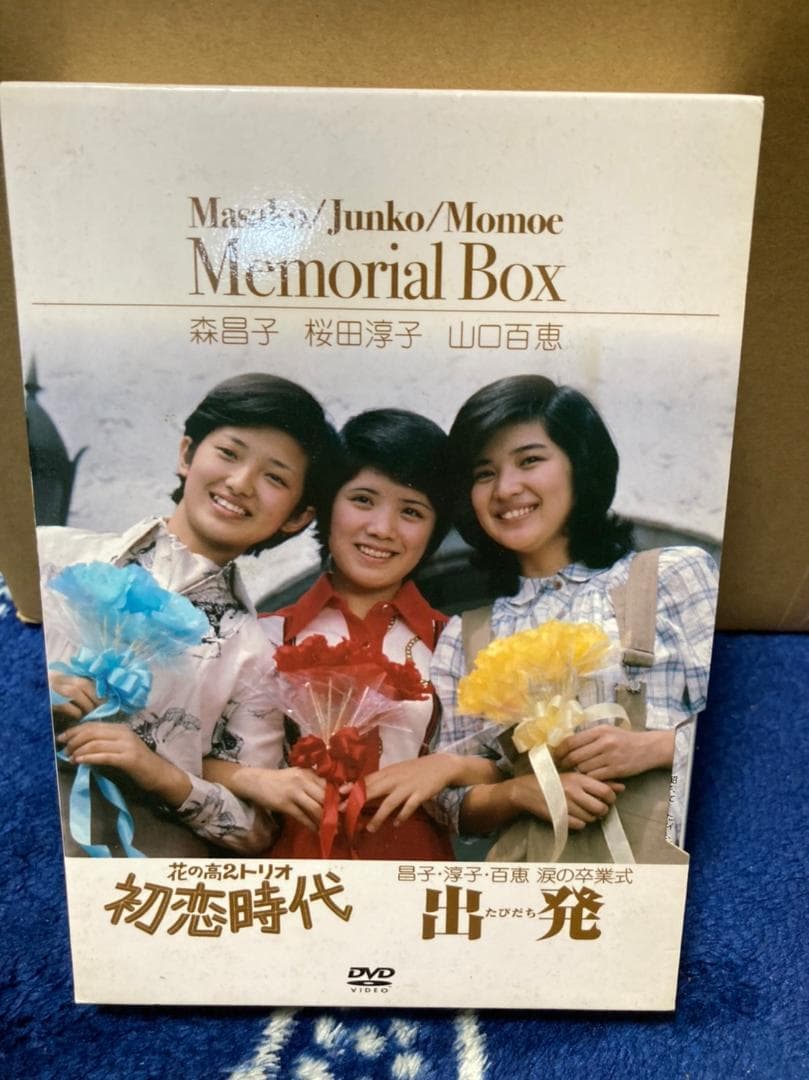 Masako/Junko/Momoe
Memorial Box
森昌子 桜田淳子 山口百恵
花の高2トリオ
初恋時代
昌子・淳子・百恵 涙の卒業式
出発
たびだち
DVD
VIDEO